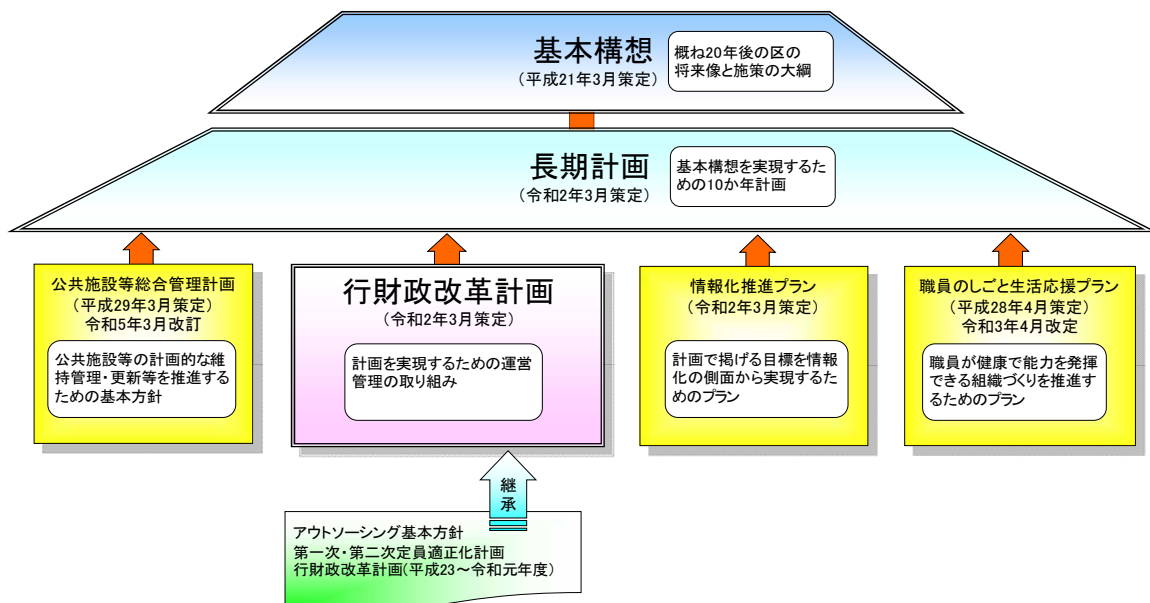 基本構想
(平成21年3月策定)
概ね20年後の区の
将来像と施策の大綱
長期計画
(令和2年3月策定)
基本構想を実現するた
めの10か年計画
公共施設等総合管理計画
(平成29年3月策定)
令和5年3月改訂
公共施設等の計画的な維
持管理・更新等を推進する
ための基本方針
行財政改革計画
(令和2年3月策定)
計画を実現するための運営
管理の取り組み
情報化推進プラン
(令和2年3月策定)
計画で掲げる目標を情報
化の側面から実現するた
めのプラン
職員のしごと生活応援プラン
(平成28年4月策定)
令和3年4月改定
職員が健康で能力を発揮
できる組織づくりを推進す
るためのプラン
継
承
アウトソーシング基本方針
第一次・第二次定員適正化計画
行財政改革計画(平成23~令和元年度)